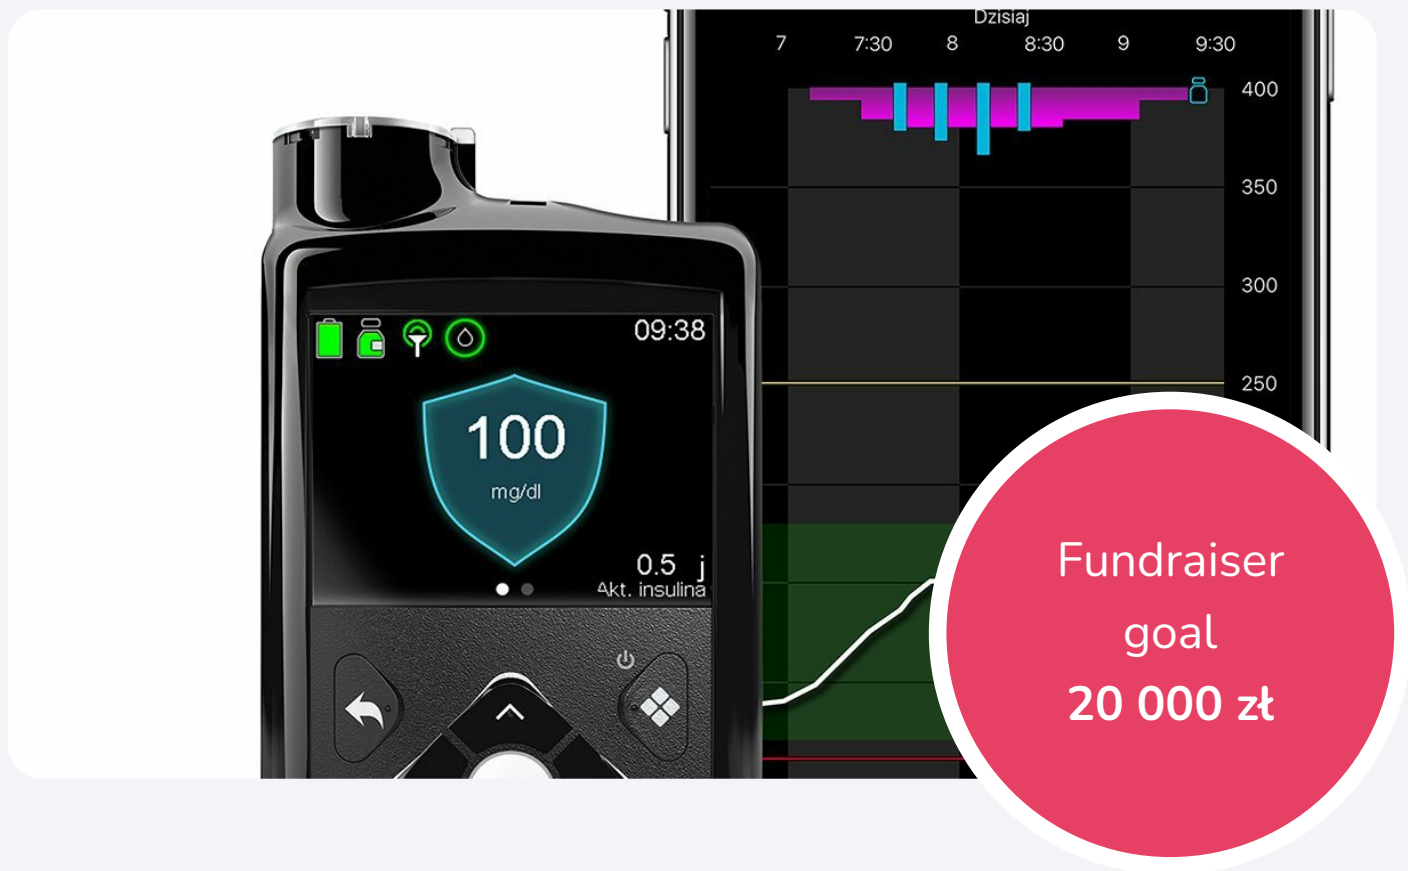 Dzisiaj
7 7:30 8 8:30 9 9:30
400
350
300
250
09:38
100
mg/dl
0.5 j
Akt. insulina
Fundraiser
goal
20 000 zł